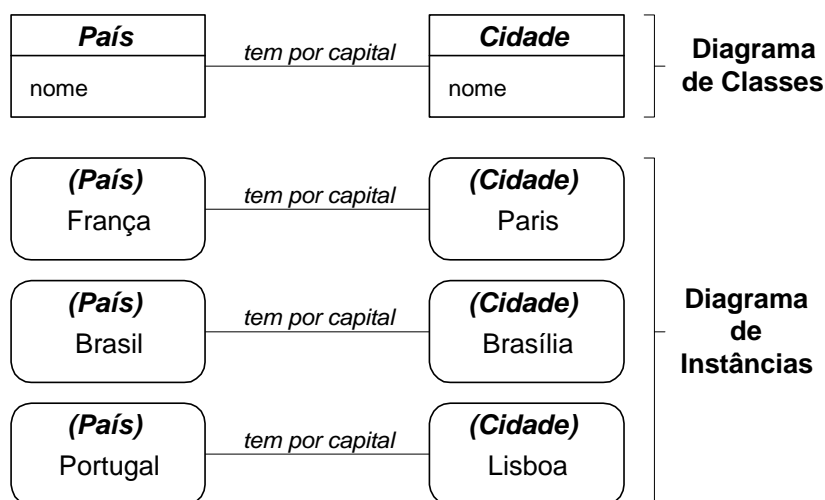 País
tem por capital
Cidade
nome
nome
Diagrama
de Classes
(País)
França
tem por capital
(Cidade)
Paris
(País)
Brasil
tem por capital
(Cidade)
Brasília
Diagrama
de
Instâncias
(País)
Portugal
tem por capital
(Cidade)
Lisboa